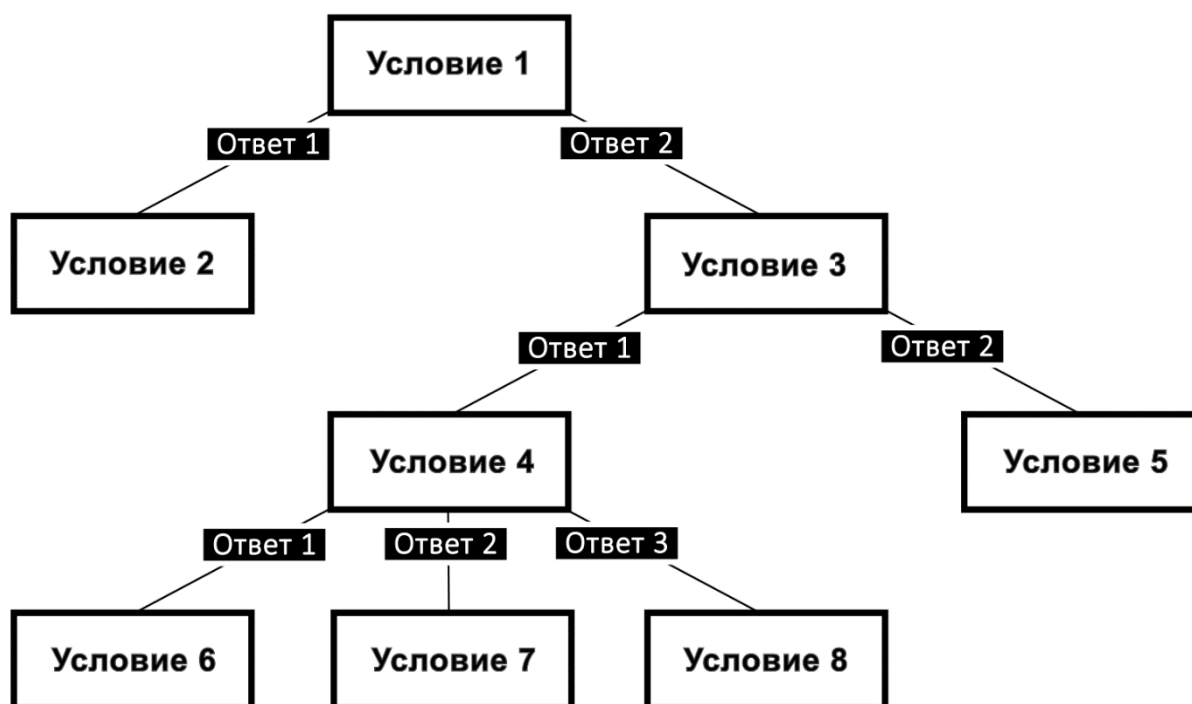 Условие 1
Ответ 1
Ответ 2
Условие 2
Условие 3
Ответ 1
Ответ 2
Условие 4
Условие 5
Ответ 1
Ответ 2
Ответ 3
Условие 6
Условие 7
Условие 8